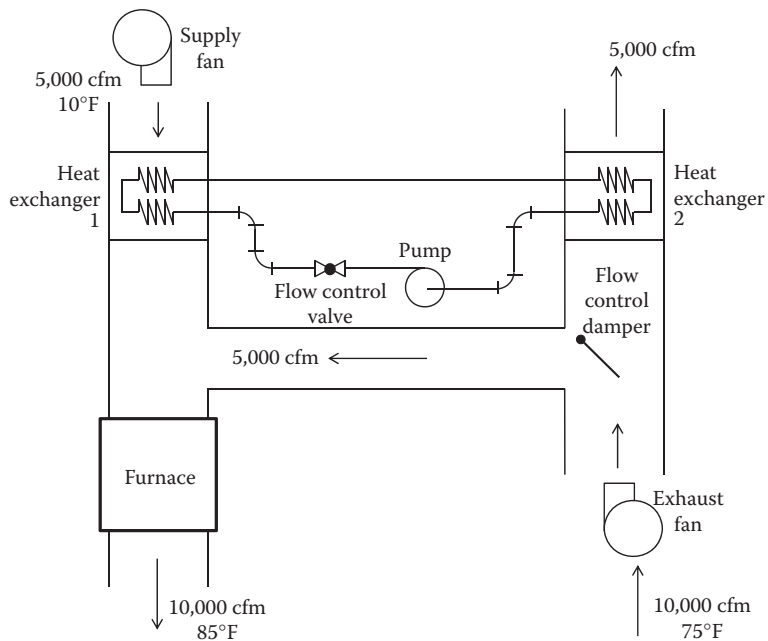 Supply
fan
5,000 cfm
10°F
5,000 cfm
Heat
exchanger
1
Heat
exchanger
2
Pump
Flow control
valve
Flow
control
damper
5,000 cfm
Furnace
Exhaust
fan
10,000 cfm
85°F
10,000 cfm
75°F